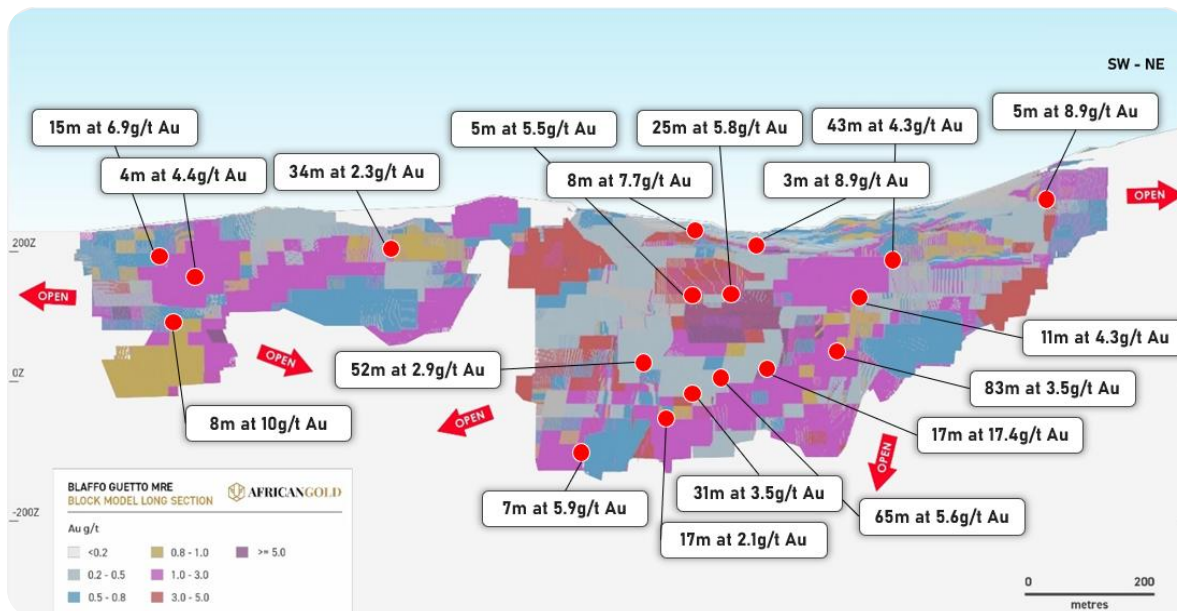 SW - NE
15m at 6.9g/t Au
4m at 4.4g/t Au
34m at 2.3g/t Au
5m at 5.5g/t Au
25m at 5.8g/t Au
43m at 4.3g/t Au
5m at 8.9g/t Au
8m at 7.7g/t Au
3m at 8.9g/t Au
200Z
OPEN
OPEN
OPEN
11m at 4.3g/t Au
52m at 2.9g/t Au
0Z
83m at 3.5g/t Au
OPEN
8m at 10g/t Au
17m at 17.4g/t Au
OPEN
7m at 5.9g/t Au
31m at 3.5g/t Au
65m at 5.6g/t Au
17m at 2.1g/t Au
-200Z
BLAFFO GUETTO MRE
BLOCK MODEL LONG SECTION
AFRICANGOLD
Au g/t
<0.2
0.8 - 1.0
>= 5.0
0.2 - 0.5
1.0 - 3.0
0.5 - 0.8
3.0 - 5.0
0
200
metres